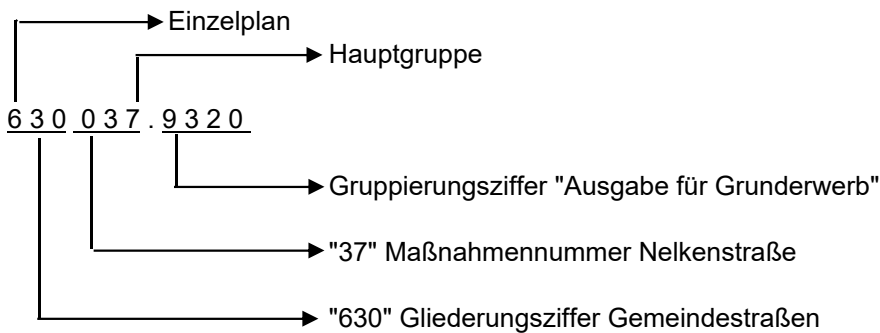 Einzelplan
Hauptgruppe
6 3 0 0 3 7 . 9 3 2 0
Gruppierungsziffer "Ausgabe für Grunderwerb"
"37" Maßnahmennummer Nelkenstraße
"630" Gliederungsziffer Gemeindestraßen